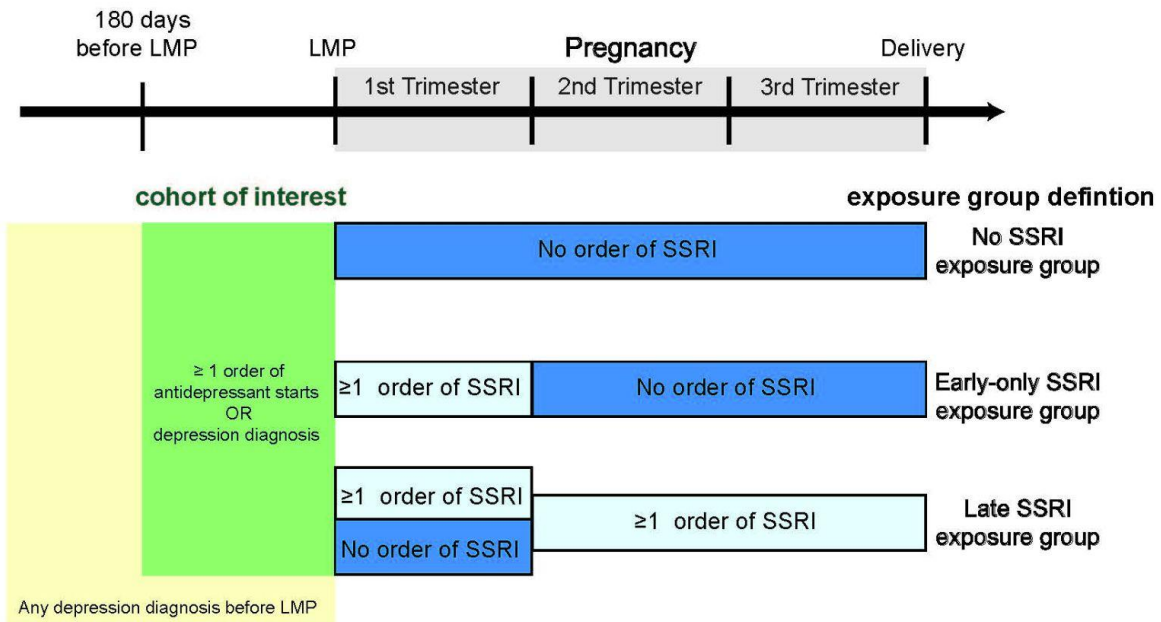 180 days
before LMP
LMP
Pregnancy
Delivery
1st Trimester
2nd Trimester
3rd Trimester
cohort of interest
exposure group defintion
No order of SSRI
No SSRI
exposure group
≥ 1 order of
antidepressant starts
OR
depression diagnosis
≥1 order of SSRI
No order of SSRI
Early-only SSRI
exposure group
≥1 order of SSRI
No order of SSRI
≥1 order of SSRI
Late SSRI
exposure group
Any depression diagnosis before LMP